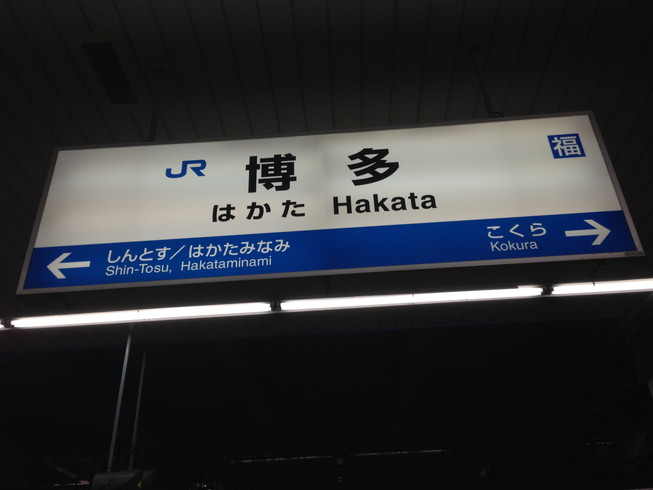 JR 博多 福
はかた Hakata
← しんとす／はかたみなみ
Shin-Tosu, Hakataminami
こくら →
Kokura